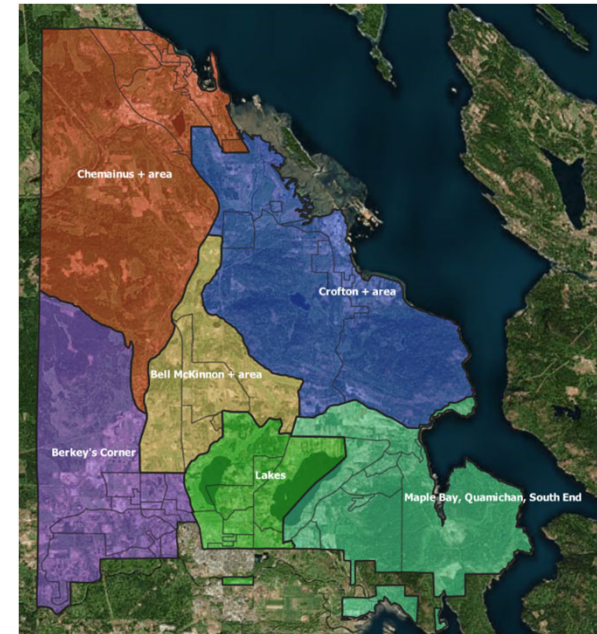 Chemainus + area
Crofton + area
Bell McKinnon + area
Berkey's Corner
Lakes
Maple Bay, Quamichan, South End